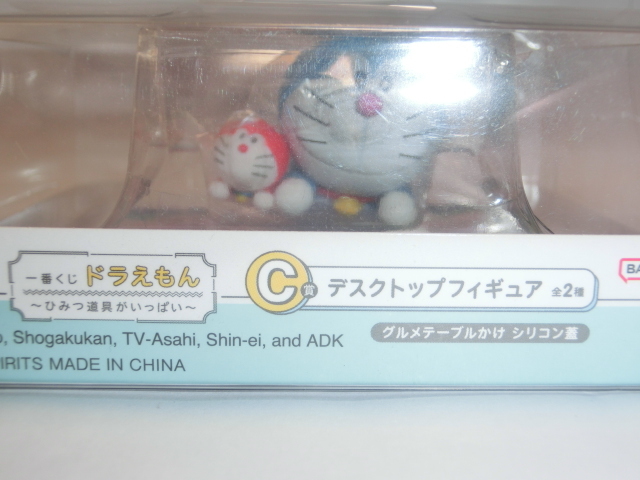 一番くじ ドラえもん
～ひみつ道具がいっぱい～
C賞 デスクトップフィギュア 全2種
BA
グルメテーブルかけ シリコン蓋
Shogakukan, TV-Asahi, Shin-ei, and ADK
IRITS MADE IN CHINA